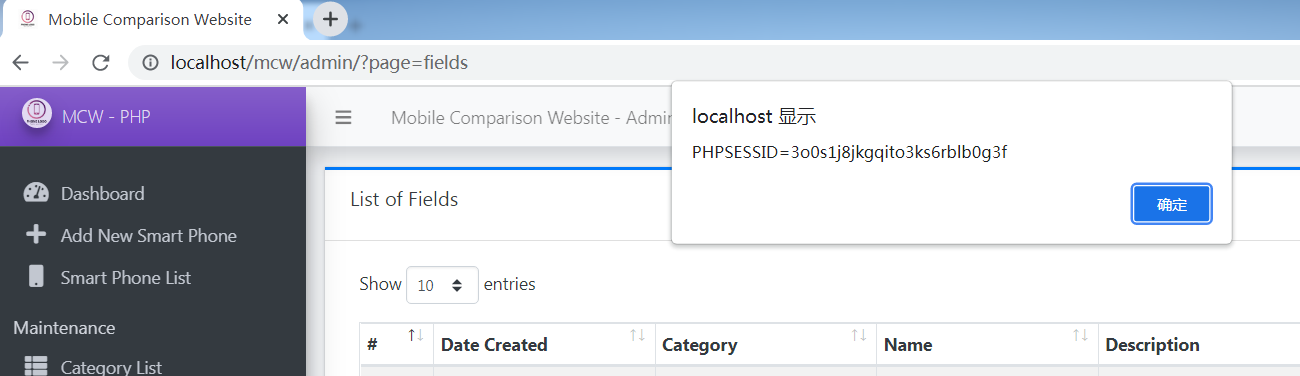 Mobile Comparison Website
localhost/mcw/admin/?page=fields
MCW - PHP
Mobile Comparison Website - Admin
localhost 显示
PHPSESSID=3o0s1j8jkgqito3ks6rblb0g3f
确定
Dashboard
Add New Smart Phone
Smart Phone List
Maintenance
Category List
List of Fields
Show 10 entries
# Date Created Category Name Description